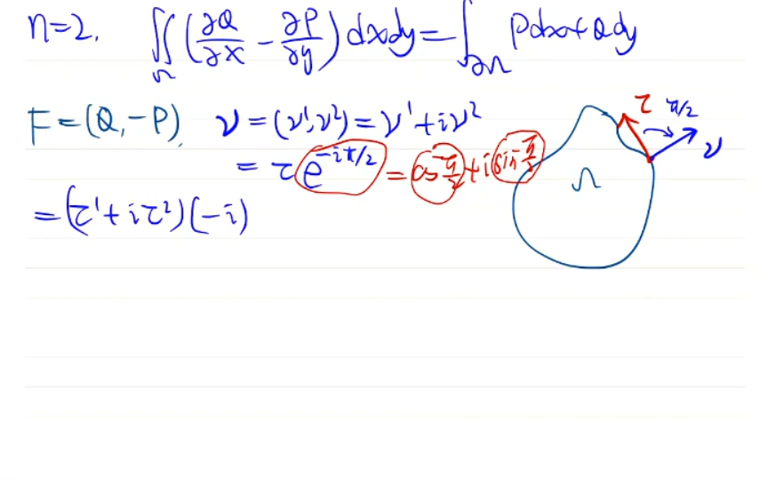 n=2, ∬_Ω (∂Q/∂x − ∂P/∂y) dxdy = ∫_∂Ω Pdx+Qdy
F=(Q,−P), ν=(ν¹,ν²)=ν¹+iν²
τ π/2 ν
= τ e^{−iπ/2} = cos −π/2 + i sin −π/2
Ω
= (τ¹+iτ²)(−i)